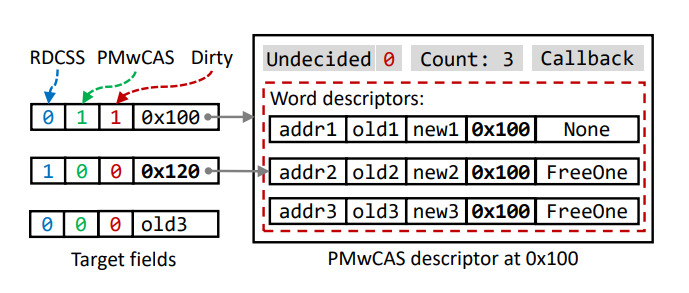 RDCSS PMwCAS Dirty
0 1 1 0x100
1 0 0 0x120
0 0 0 old3
Target fields
Undecided 0 Count: 3 Callback
Word descriptors:
addr1 old1 new1 0x100 None
addr2 old2 new2 0x100 FreeOne
addr3 old3 new3 0x100 FreeOne
PMwCAS descriptor at 0x100